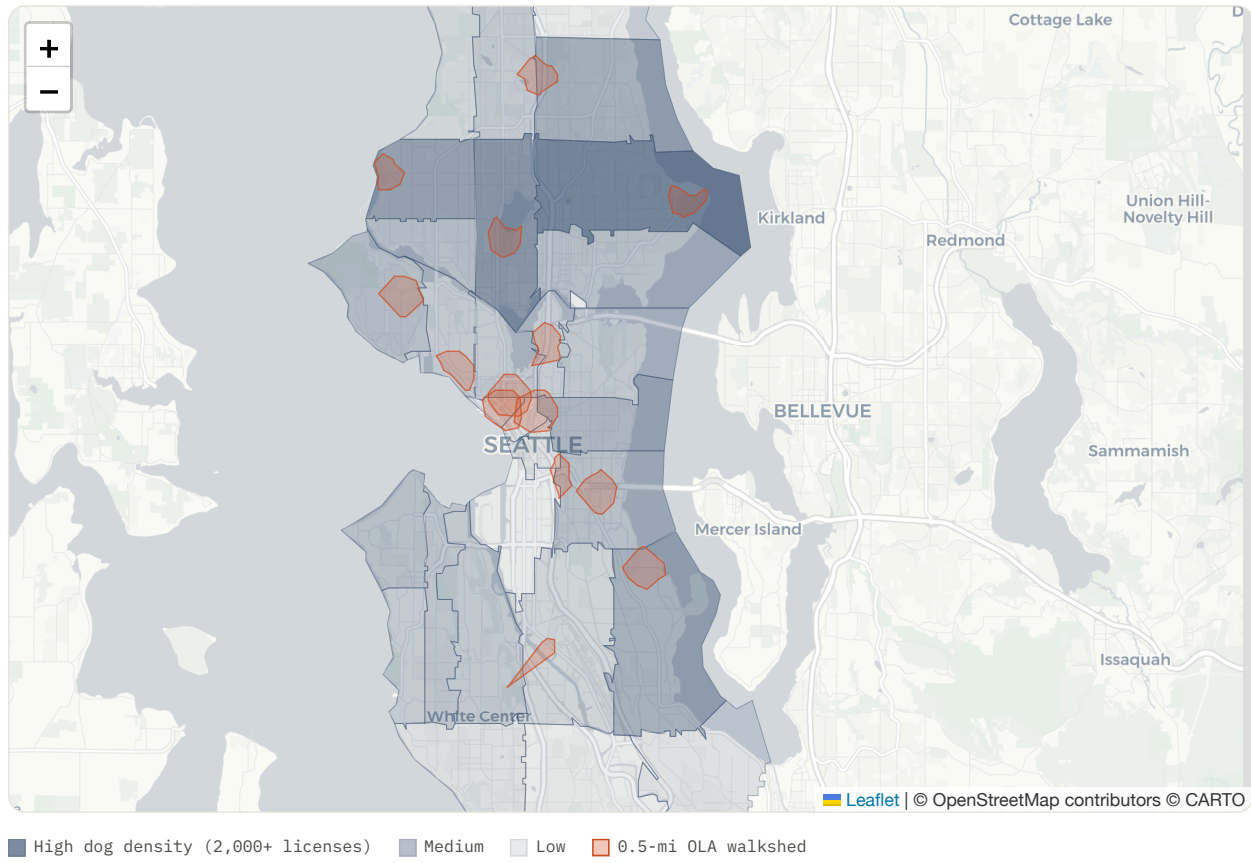 Cottage Lake
D
+
−
Union Hill-
Novelty Hill
Kirkland
Redmond
BELLEVUE
SEATTLE
Sammamish
Mercer Island
Issaquah
White Center
Leaflet | © OpenStreetMap contributors © CARTO
High dog density (2,000+ licenses) Medium Low 0.5-mi OLA walkshed